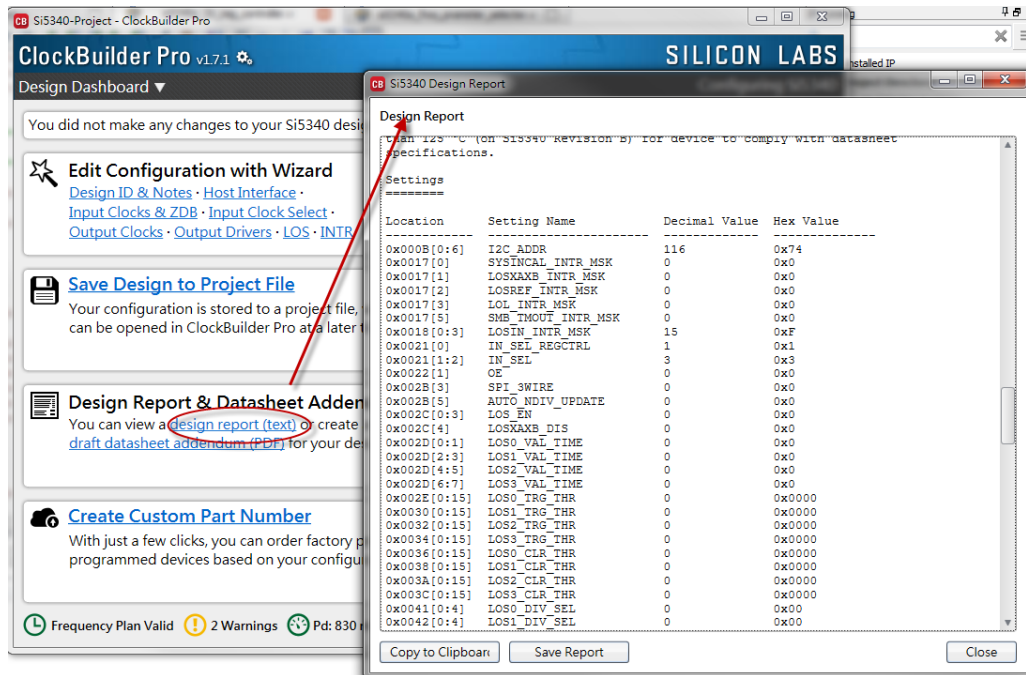 Si5340-Project - ClockBuilder Pro
ClockBuilder Pro v1.7.1
SILICON LABS
Design Dashboard ▼
You did not make any changes to your Si5340
Edit Configuration with Wizard
Design ID & Notes · Host Interface ·
Input Clocks & ZDB · Input Clock Select ·
Output Clocks · Output Drivers · LOS · INTR
Save Design to Project File
Your configuration is stored to a project file,
can be opened in ClockBuilder Pro at a later
Design Report & Datasheet
You can view a design report (text) or create
draft datasheet addendum (PDF) for your
Create Custom Part Number
With just a few clicks, you can order factory
programmed devices based on your
Frequency Plan Valid 2 Warnings Pd: 830
nstalled IP
Si5340 Design Report
Design Report
than 125 °C (on Si5340 Revision B) for device to comply with datasheet
specifications.
Settings
========
Location Setting Name Decimal Value Hex Value
------------ --------------------- ------------- ---------------
0x000B[0:6] I2C_ADDR 116 0x74
0x0017[0] SYSINCAL_INTR_MSK 0 0x0
0x0017[1] LOSXAXB_INTR_MSK 0 0x0
0x0017[2] LOSREF_INTR_MSK 0 0x0
0x0017[3] LOL_INTR_MSK 0 0x0
0x0017[5] SMB_TMOUT_INTR_MSK 0 0x0
0x0018[0:3] LOSIN_INTR_MSK 15 0xF
0x0021[0] IN_SEL_REGCTRL 1 0x1
0x0021[1:2] IN_SEL 3 0x3
0x0022[1] OE 0 0x0
0x002B[3] SPI_3WIRE 0 0x0
0x002B[5] AUTO_NDIV_UPDATE 0 0x0
0x002C[0:3] LOS_EN 0 0x0
0x002C[4] LOSXAXB_DIS 0 0x0
0x002D[0:1] LOS0_VAL_TIME 0 0x0
0x002D[2:3] LOS1_VAL_TIME 0 0x0
0x002D[4:5] LOS2_VAL_TIME 0 0x0
0x002D[6:7] LOS3_VAL_TIME 0 0x0
0x002E[0:15] LOS0_TRG_THR 0 0x0000
0x0030[0:15] LOS1_TRG_THR 0 0x0000
0x0032[0:15] LOS2_TRG_THR 0 0x0000
0x0034[0:15] LOS3_TRG_THR 0 0x0000
0x0036[0:15] LOS0_CLR_THR 0 0x0000
0x0038[0:15] LOS1_CLR_THR 0 0x0000
0x003A[0:15] LOS2_CLR_THR 0 0x0000
0x003C[0:15] LOS3_CLR_THR 0 0x0000
0x0041[0:4] LOS0_DIV_SEL 0 0x00
0x0042[0:4] LOS1_DIV_SEL 0 0x00
Copy to Clipboar
Save Report
Close